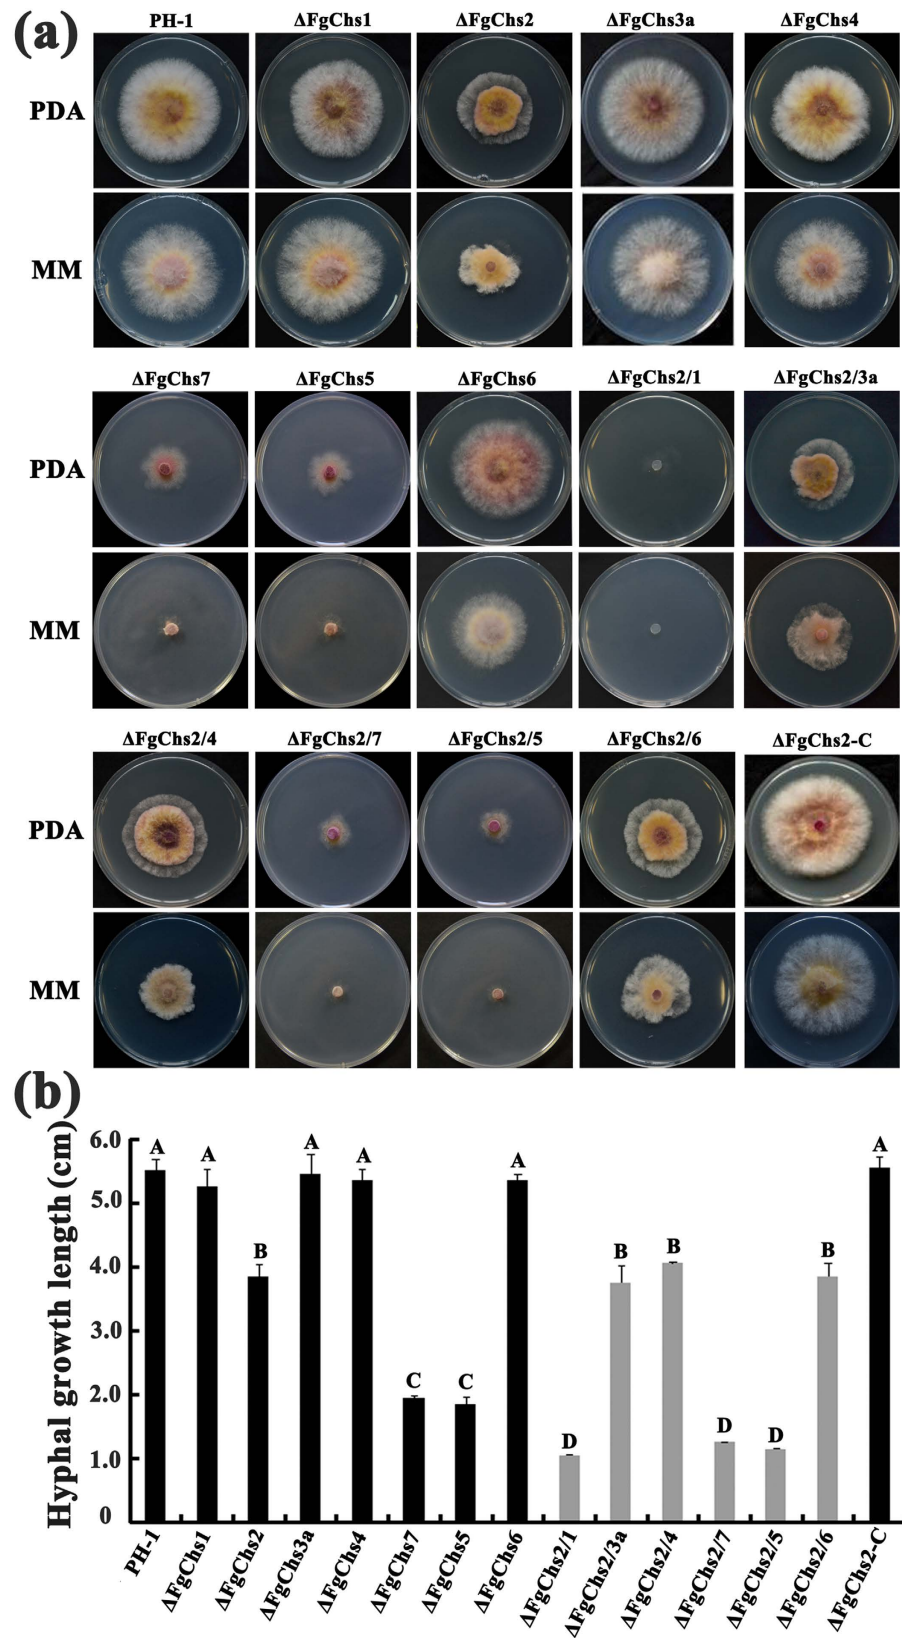 (a)
PH-1 ΔFgChs1 ΔFgChs2 ΔFgChs3a ΔFgChs4
PDA
MM
ΔFgChs7 ΔFgChs5 ΔFgChs6 ΔFgChs2/1 ΔFgChs2/3a
PDA
MM
ΔFgChs2/4 ΔFgChs2/7 ΔFgChs2/5 ΔFgChs2/6 ΔFgChs2-C
PDA
MM
(b)
Hyphal growth length (cm)
6.0
5.0
4.0
3.0
2.0
1.0
0
A A B A A C C A D B B D D B A
PH-1 ΔFgChs1 ΔFgChs2 ΔFgChs3a ΔFgChs4 ΔFgChs7 ΔFgChs5 ΔFgChs6 ΔFgChs2/1 ΔFgChs2/3a ΔFgChs2/4 ΔFgChs2/7 ΔFgChs2/5 ΔFgChs2/6 ΔFgChs2-C